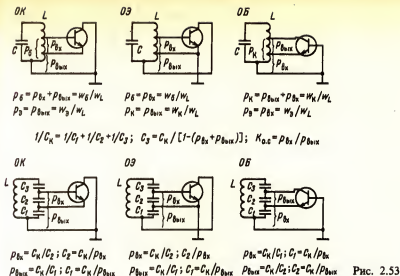 ОК ОЭ ОБ
L L L
C pб pвх pвых C pвх pвых C pк pвых pвх
pб=pвх+pвых=wб/wL pб=pвх=wб/wL pк=pвых+pвх=wк/wL
pэ=pвых=wэ/wL pк=pвых=wк/wL pэ=pвх=wэ/wL
1/Cк=1/C1+1/C2+1/C3; C3=Cк/[1-(pвх+pвых)]; Kо.с=pвх/pвых
ОК ОЭ ОБ
L C3 C2 C1 pвх pвых L C3 C2 C1 pвх pвых L C3 C2 C1 pвых pвх
pвх=Cк/C2; C2=Cк/pвх pвх=Cк/C2; C2/pвх pвх=Cк/C1; C1=Cк/pвх
pвых=Cк/C1; C1=Cк/pвых pвых=Cк/C1; C1=Cк/pвых pвых=Cк/C2; C2=Cк/pвых
Рис. 2.53